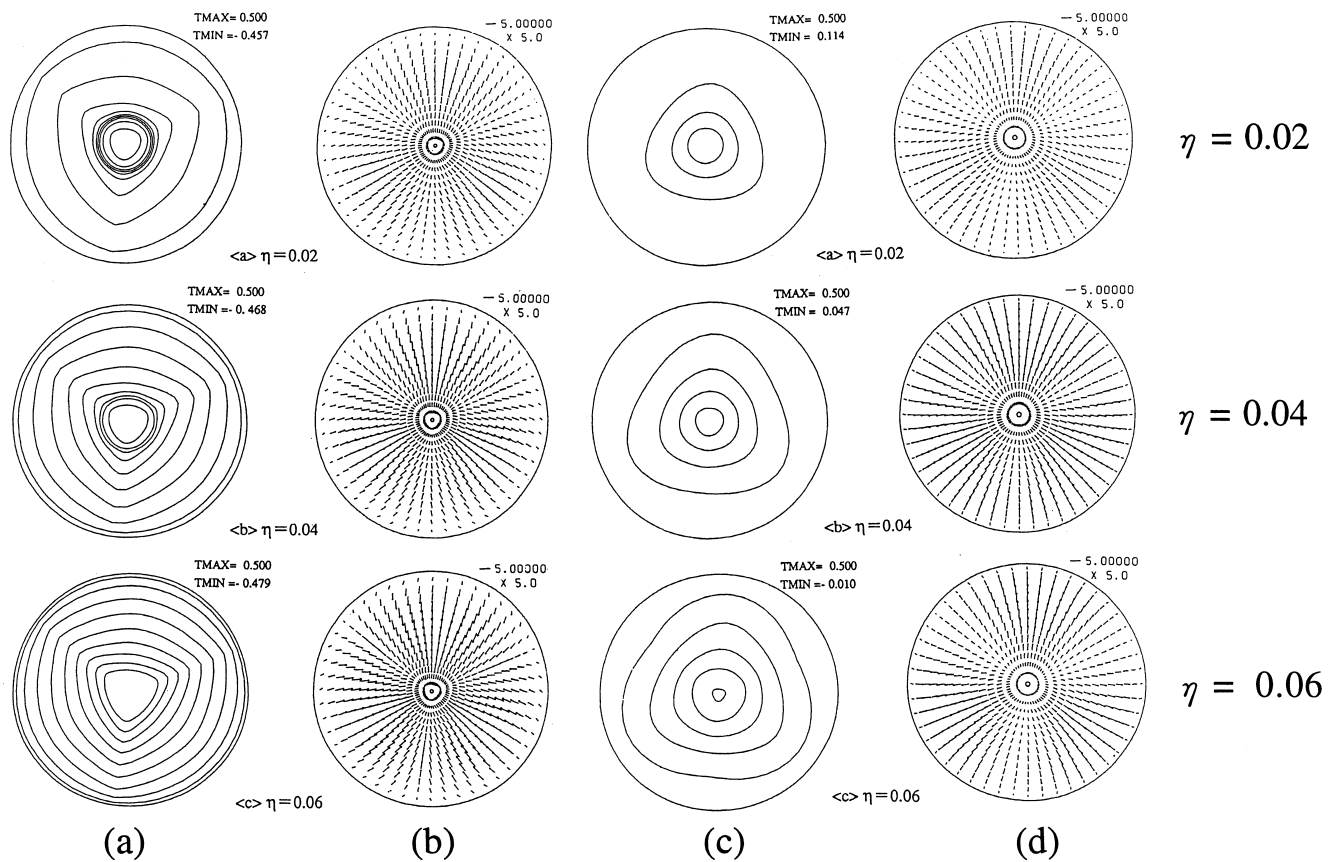 TMAX= 0.500
TMIN =- 0.457
— 5.00000
X 5.0
TMAX= 0.500
TMIN = 0.114
— 5.00000
X 5.0
η = 0.02
<a> η=0.02
<a> η=0.02
TMAX= 0.500
TMIN =- 0.468
— 5.00000
X 5.0
TMAX= 0.500
TMIN = 0.047
— 5.00000
X 5.0
η = 0.04
<b> η=0.04
<b> η=0.04
TMAX= 0.500
TMIN =- 0.479
— 5.00000
X 5.0
TMAX= 0.500
TMIN =- 0.010
— 5.00000
X 5.0
η = 0.06
<c> η=0.06
<c> η=0.06
(a) (b) (c) (d)